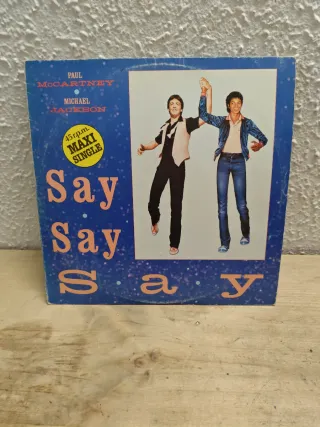 PAUL
McCARTNEY
MICHAEL
JACKSON
45 r.p.m.
MAXI
SINGLE
Say
Say
Say